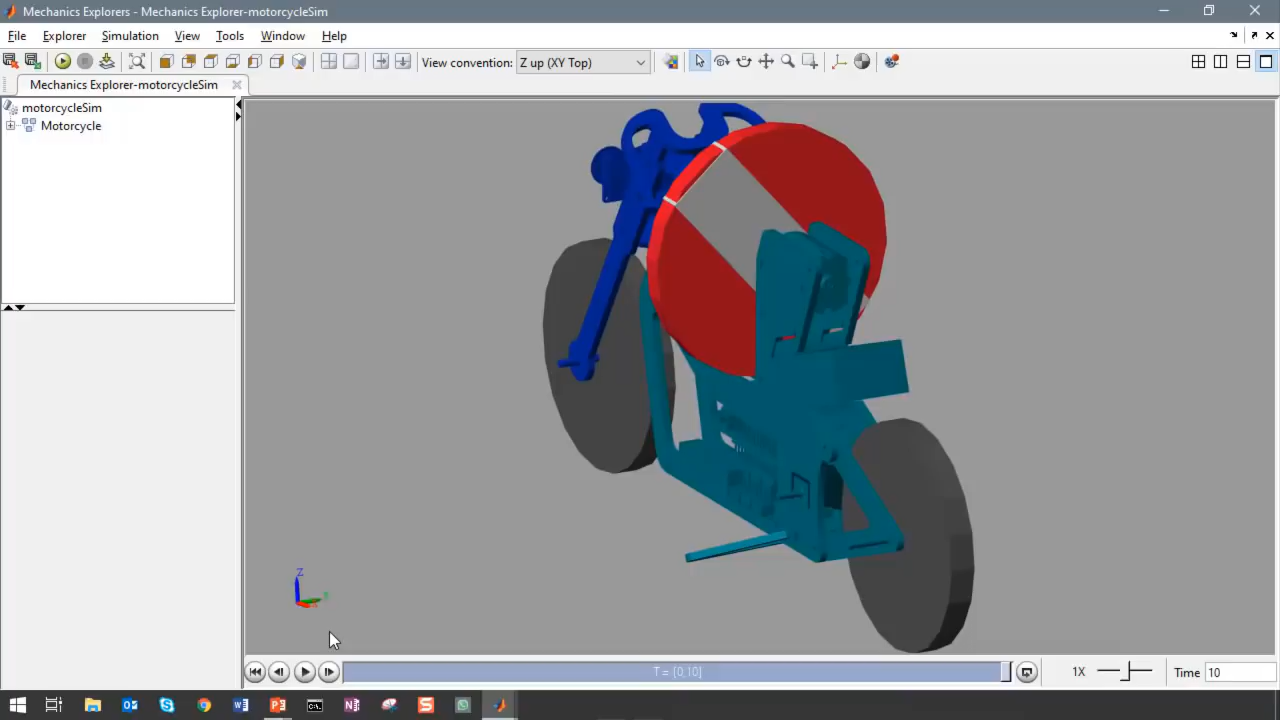 Mechanics Explorers - Mechanics Explorer-motorcycleSim
File Explorer Simulation View Tools Window Help
View convention: Z up (XY Top)
Mechanics Explorer-motorcycleSim
motorcycleSim
Motorcycle
Z
T = [0,10]
1X
Time 10